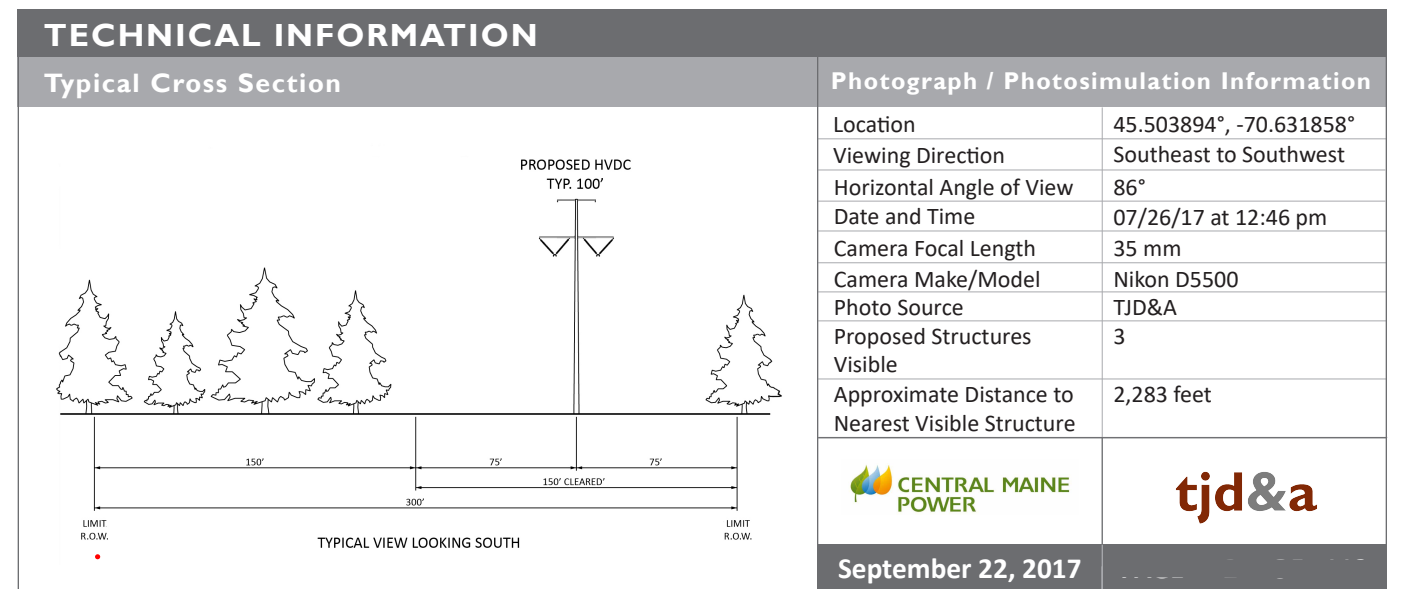 TECHNICAL INFORMATION
Typical Cross Section
PROPOSED HVDC
TYP. 100'
150'
75'
75'
150' CLEARED'
300'
LIMIT
R.O.W.
LIMIT
R.O.W.
TYPICAL VIEW LOOKING SOUTH
Photograph / Photosimulation Information
Location 45.503894°, -70.631858°
Viewing Direction Southeast to Southwest
Horizontal Angle of View 86°
Date and Time 07/26/17 at 12:46 pm
Camera Focal Length 35 mm
Camera Make/Model Nikon D5500
Photo Source TJD&A
Proposed Structures 3
Visible
Approximate Distance to 2,283 feet
Nearest Visible Structure
CENTRAL MAINE
POWER
tjd&a
September 22, 2017